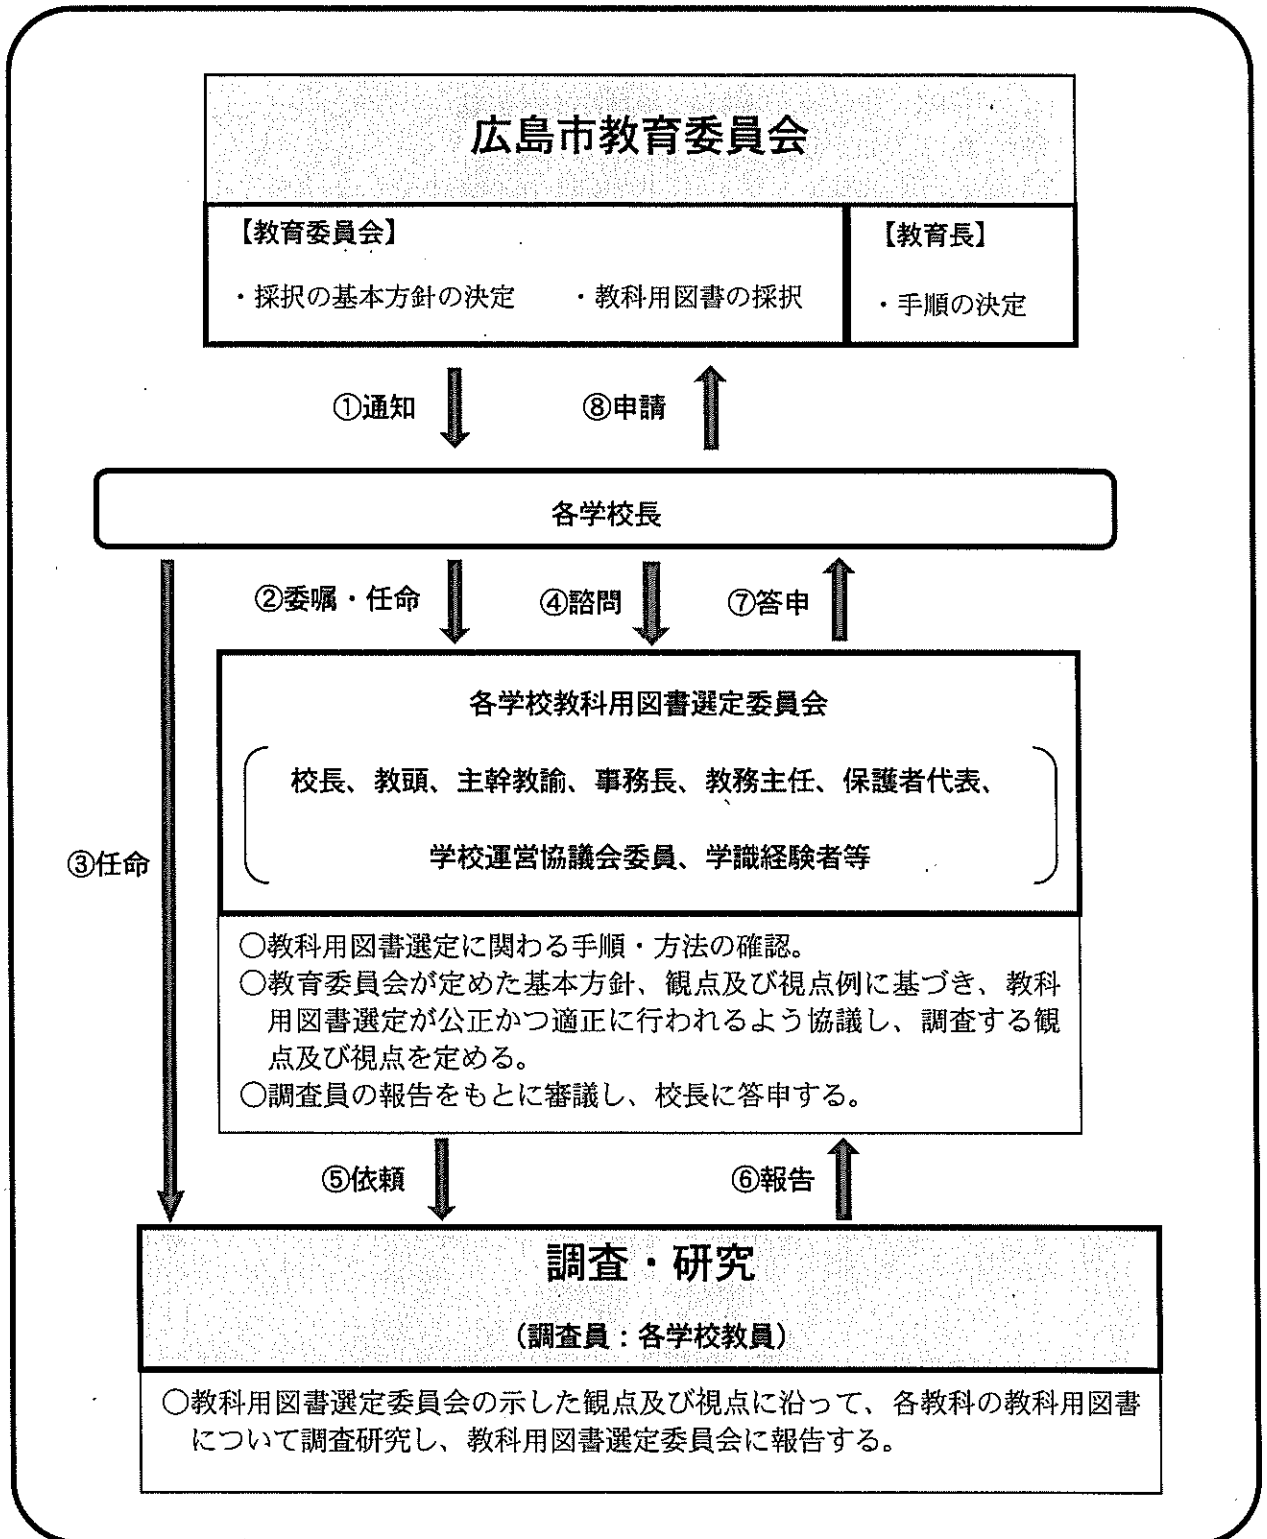 広島市教育委員会
【教育委員会】
・採択の基本方針の決定 ・教科用図書の採択
【教育長】
・手順の決定
①通知
⑧申請
各学校長
②委嘱・任命
④諮問
⑦答申
③任命
各学校教科用図書選定委員会
校長、教頭、主幹教諭、事務長、教務主任、保護者代表、
学校運営協議会委員、学識経験者等
○教科用図書選定に関わる手順・方法の確認。
○教育委員会が定めた基本方針、観点及び視点例に基づき、教科
用図書選定が公正かつ適正に行われるよう協議し、調査する観
点及び視点を定める。
○調査員の報告をもとに審議し、校長に答申する。
⑤依頼
⑥報告
調査・研究
（調査員：各学校教員）
○教科用図書選定委員会の示した観点及び視点に沿って、各教科の教科用図書
について調査研究し、教科用図書選定委員会に報告する。